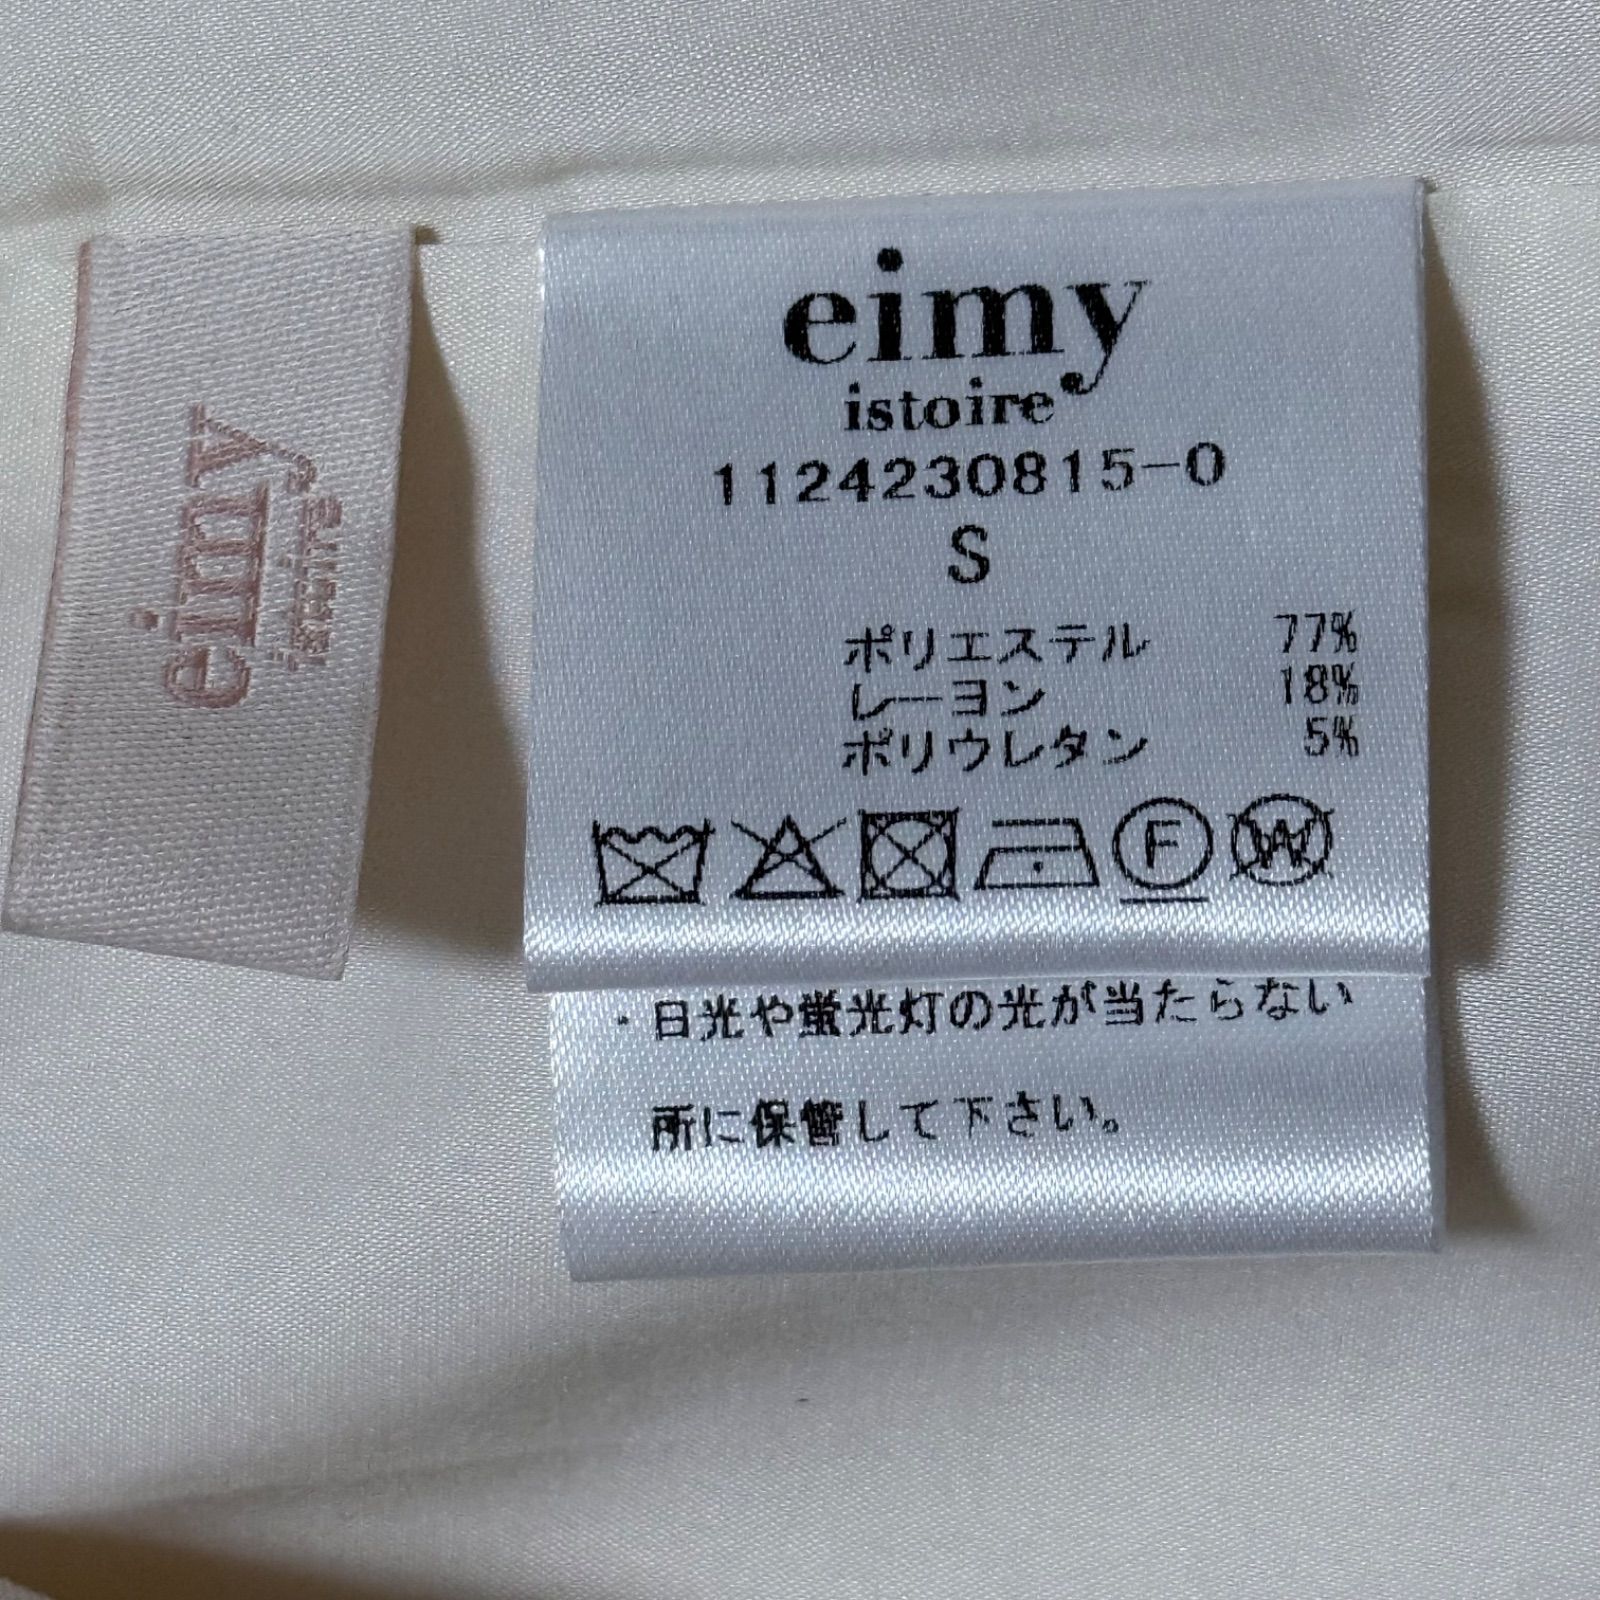 eimy
istoire
eimy
istoire
1124230815-0
S
ポリエステル 77%
レーヨン 18%
ポリウレタン 5%
F W
・日光や蛍光灯の光が当たらない
所に保管して下さい。